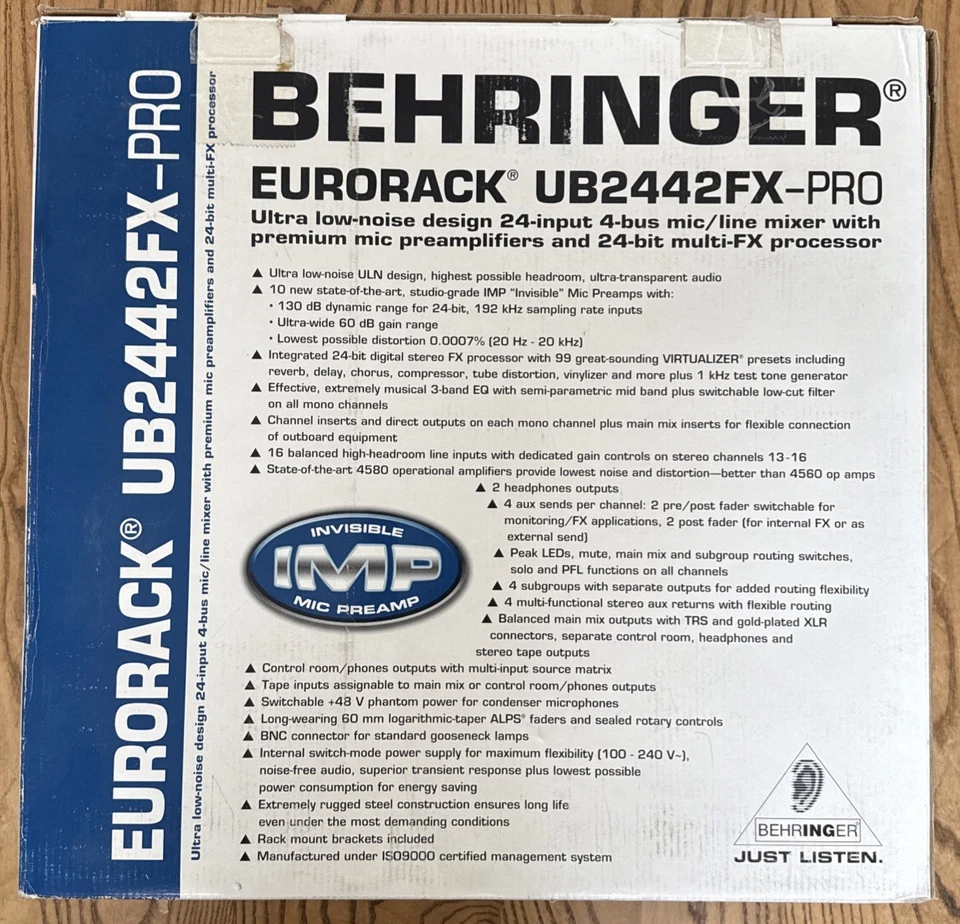 BEHRINGER®
EURORACK® UB2442FX-PRO
Ultra low-noise design 24-input 4-bus mic/line mixer with
premium mic preamplifiers and 24-bit multi-FX processor
▲ Ultra low-noise ULN design, highest possible headroom, ultra-transparent audio
▲ 10 new state-of-the-art, studio-grade IMP "Invisible" Mic Preamps with:
• 130 dB dynamic range for 24-bit, 192 kHz sampling rate inputs
• Ultra-wide 60 dB gain range
• Lowest possible distortion 0.0007% (20 Hz - 20 kHz)
▲ Integrated 24-bit digital stereo FX processor with 99 great-sounding VIRTUALIZER® presets including
reverb, delay, chorus, compressor, tube distortion, vinylizer and more plus 1 kHz test tone generator
▲ Effective, extremely musical 3-band EQ with semi-parametric mid band plus switchable low-cut filter
on all mono channels
▲ Channel inserts and direct outputs on each mono channel plus main mix inserts for flexible connection
of outboard equipment
▲ 16 balanced high-headroom line inputs with dedicated gain controls on stereo channels 13-16
▲ State-of-the-art 4580 operational amplifiers provide lowest noise and distortion—better than 4560 op amps
▲ 2 headphones outputs
▲ 4 aux sends per channel: 2 pre/post fader switchable for
monitoring/FX applications, 2 post fader (for internal FX or as
external send)
▲ Peak LEDs, mute, main mix and subgroup routing switches,
solo and PFL functions on all channels
▲ 4 subgroups with separate outputs for added routing flexibility
▲ 4 multi-functional stereo aux returns with flexible routing
▲ Balanced main mix outputs with TRS and gold-plated XLR
connectors, separate control room, headphones and
stereo tape outputs
INVISIBLE
IMP
MIC PREAMP
▲ Control room/phones outputs with multi-input source matrix
▲ Tape inputs assignable to main mix or control room/phones outputs
▲ Switchable +48 V phantom power for condenser microphones
▲ Long-wearing 60 mm logarithmic-taper ALPS® faders and sealed rotary controls
▲ BNC connector for standard gooseneck lamps
▲ Internal switch-mode power supply for maximum flexibility (100 - 240 V~),
noise-free audio, superior transient response plus lowest possible
power consumption for energy saving
▲ Extremely rugged steel construction ensures long life
even under the most demanding conditions
▲ Rack mount brackets included
▲ Manufactured under ISO9000 certified management system
BEHRINGER
JUST LISTEN.
EURORACK® UB2442FX-PRO
Ultra low-noise design 24-input 4-bus mic/line mixer with premium mic preamplifiers and 24-bit multi-FX processor